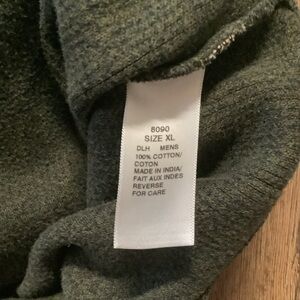 8090
SIZE XL
DLH MENS
100% COTTON/
COTON
MADE IN INDIA/
FAIT AUX INDES
REVERSE
FOR CARE